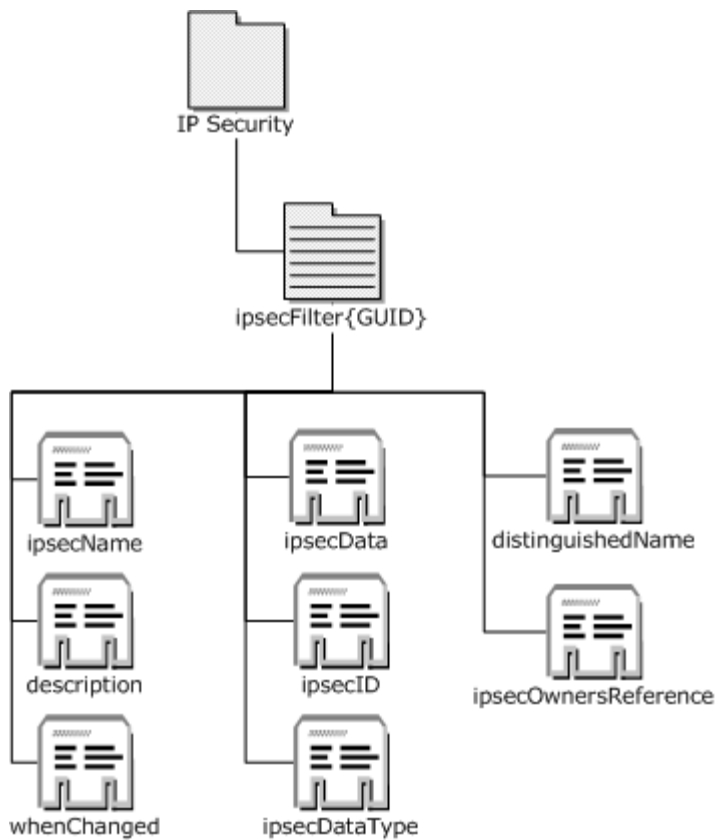 IP Security
ipsecFilter{GUID}
ipsecName
ipsecData
distinguishedName
description
ipsecID
ipsecOwnersReference
whenChanged
ipsecDataType